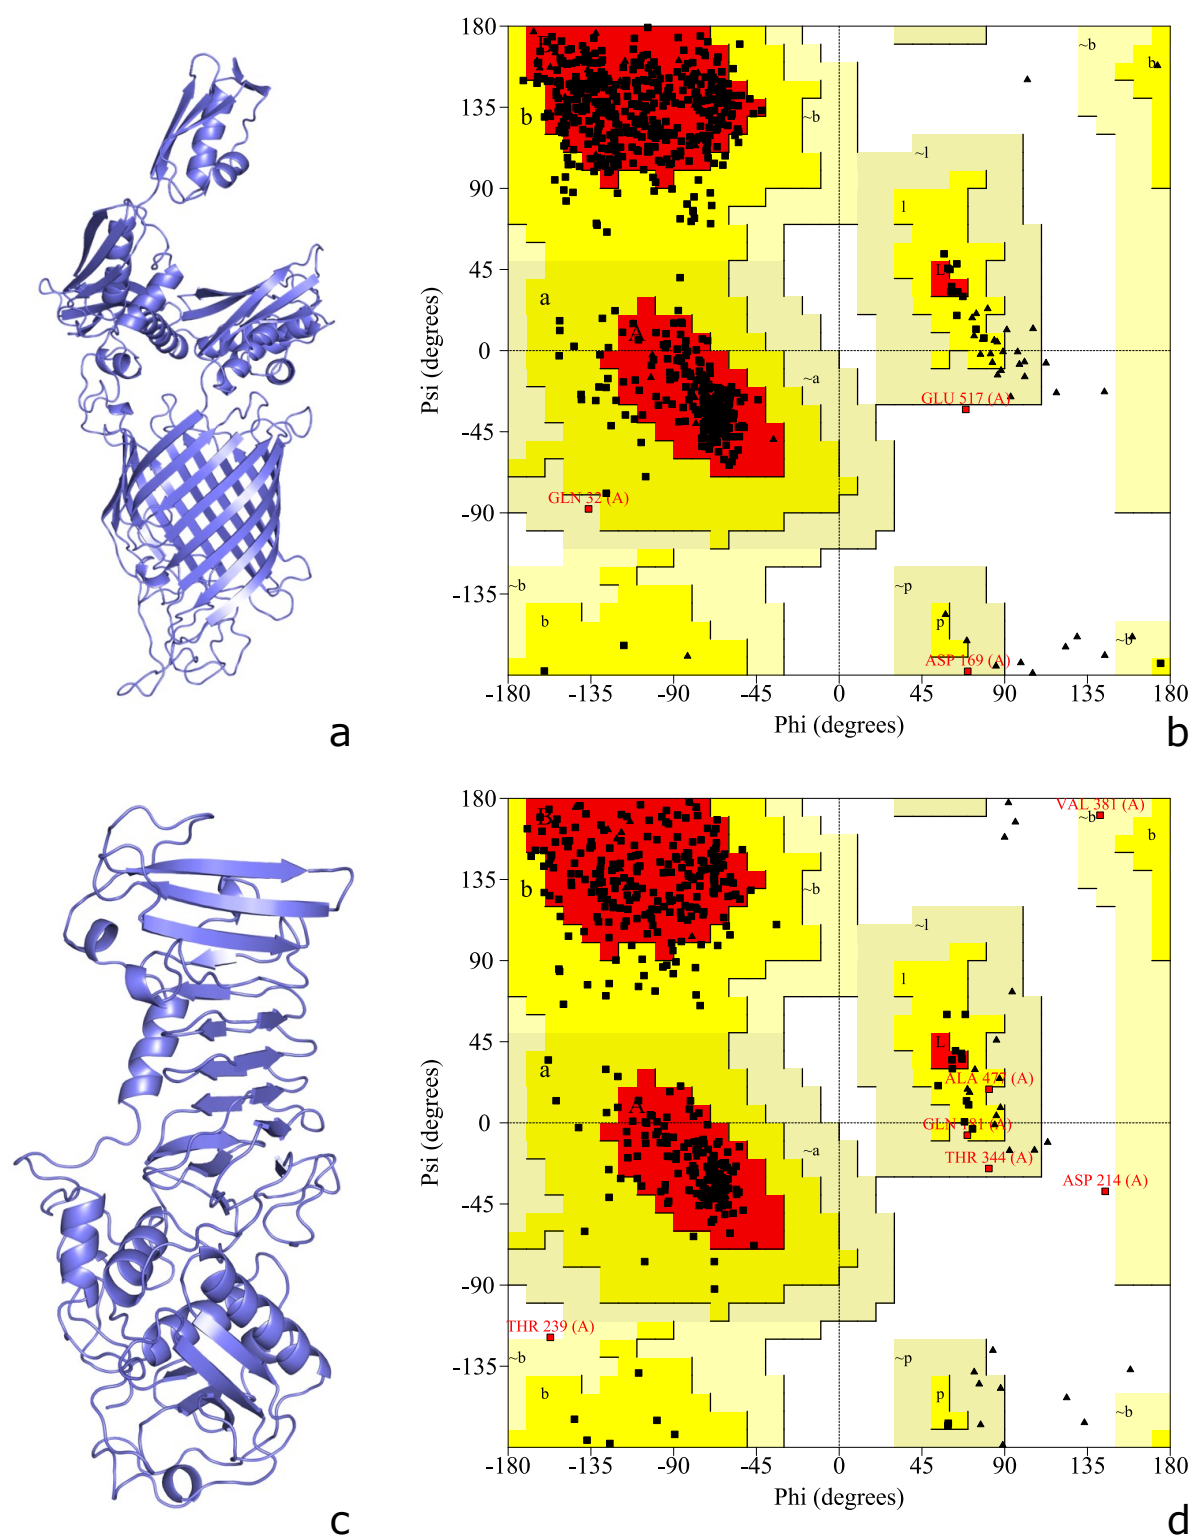 180
135
90
45
0
-45
-90
-135
-180
-135
-90
-45
0
45
90
135
180
Psi (degrees)
Phi (degrees)
b
~b
~b
b
~l
l
a
A
L
~a
GLU 517 (A)
GLN 32 (A)
~b
b
~p
p
~b
ASP 169 (A)
a
b
180
135
90
45
0
-45
-90
-135
-180
-135
-90
-45
0
45
90
135
180
Psi (degrees)
Phi (degrees)
VAL 381 (A)
B
~b
b
b
~b
~l
l
L
a
A
ALA 477 (A)
GLN 181 (A)
~a
THR 344 (A)
ASP 214 (A)
THR 239 (A)
~b
b
~p
p
~b
c
d